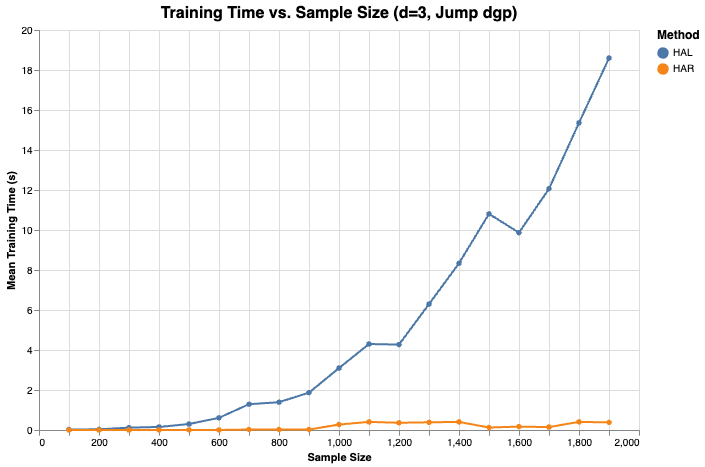 Training Time vs. Sample Size (d=3, Jump dgp)
Method
HAL
HAR
Mean Training Time (s)
20
18
16
14
12
10
8
6
4
2
0
0 200 400 600 800 1,000 1,200 1,400 1,600 1,800 2,000
Sample Size